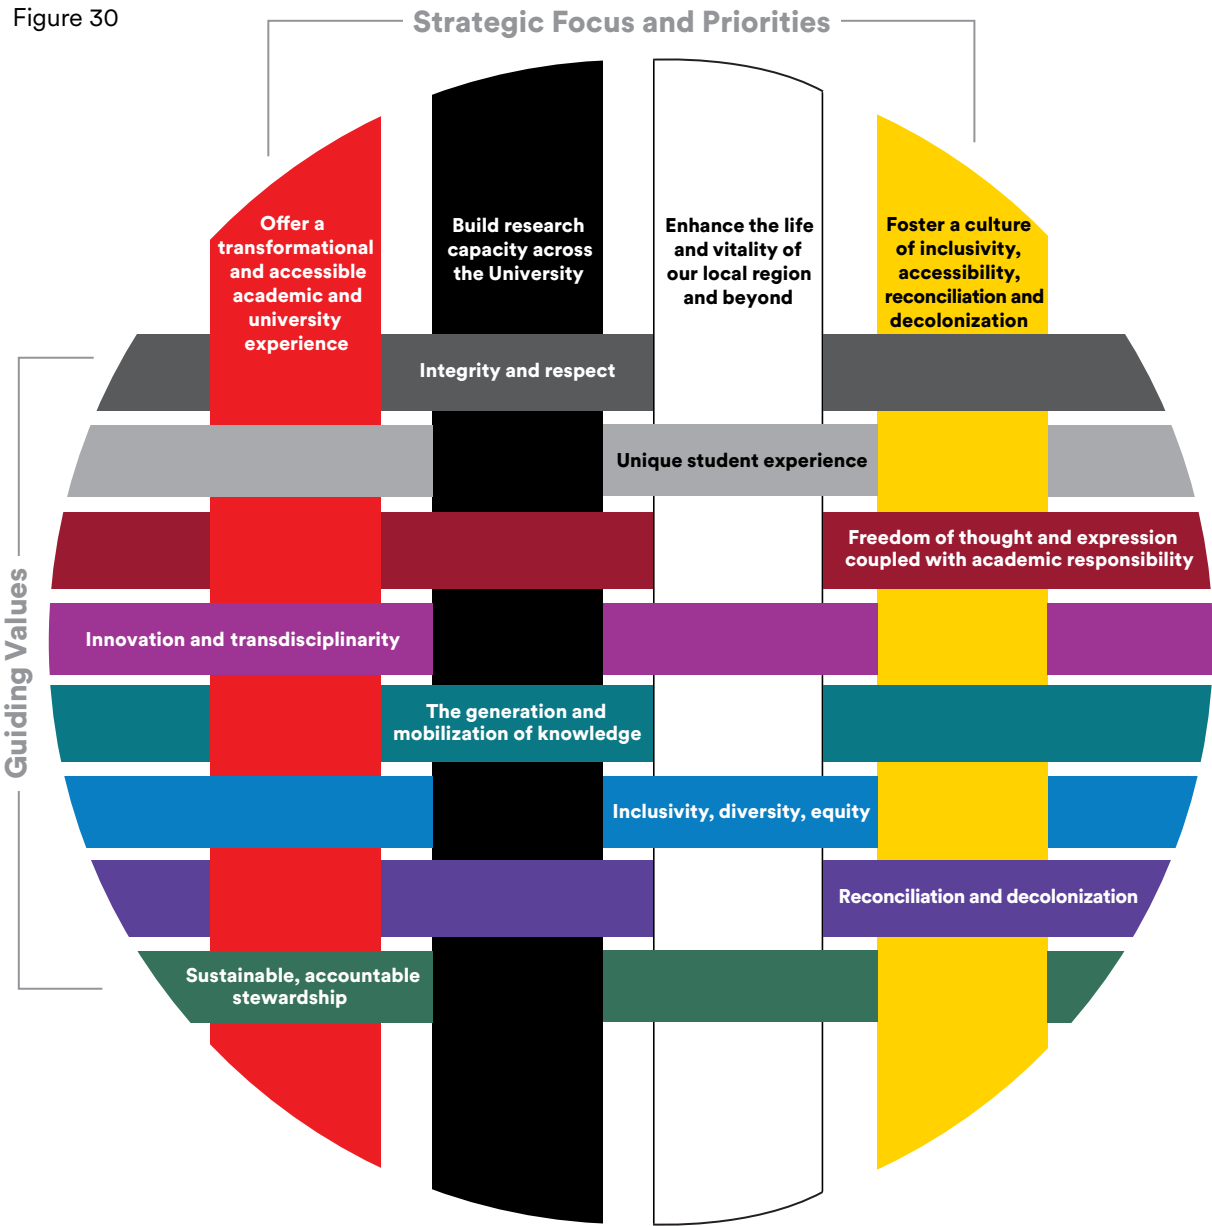 Figure 30
Strategic Focus and Priorities
Offer a
transformational
and accessible
academic and
university
experience
Build research
capacity across
the University
Enhance the life
and vitality of
our local region
and beyond
Foster a culture
of inclusivity,
accessibility,
reconciliation and
decolonization
Guiding Values
Integrity and respect
Unique student experience
Freedom of thought and expression
coupled with academic responsibility
Innovation and transdisciplinarity
The generation and
mobilization of knowledge
Inclusivity, diversity, equity
Reconciliation and decolonization
Sustainable, accountable
stewardship